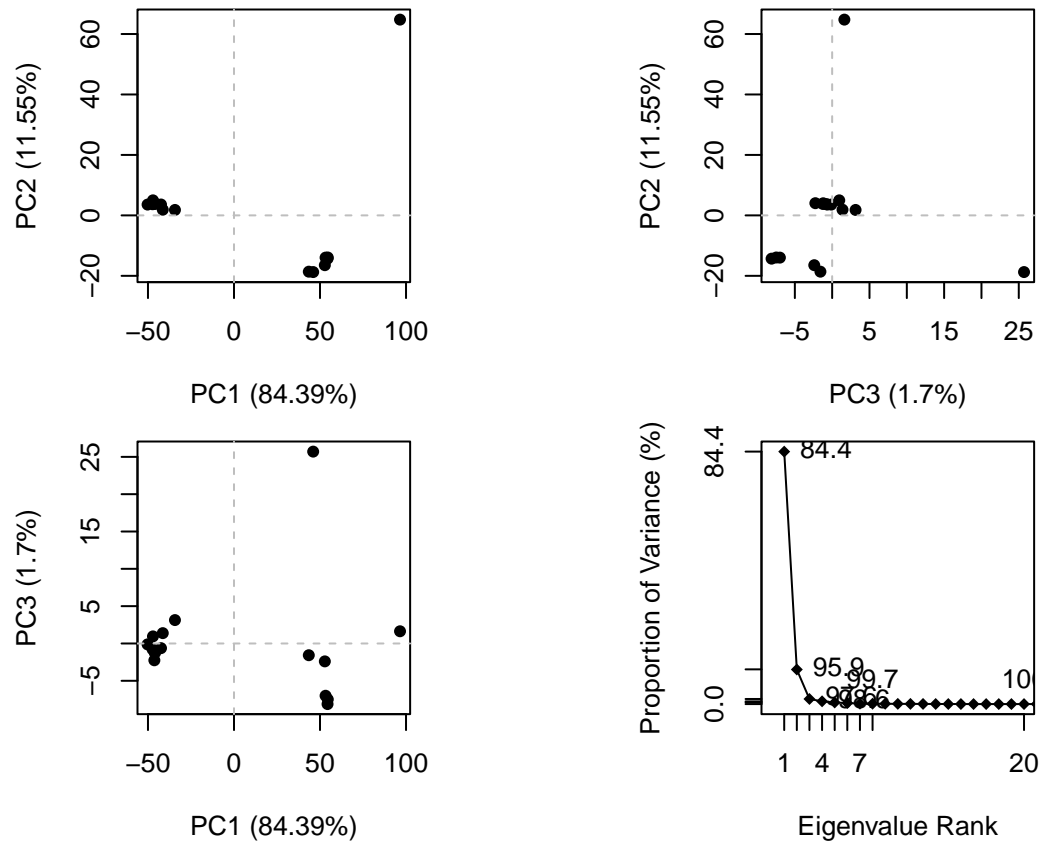 60
40
20
0
−20
PC2 (11.55%)
−50 0 50 100
PC1 (84.39%)
60
40
20
0
−20
PC2 (11.55%)
−5 5 15 25
PC3 (1.7%)
25
15
5
−5
PC3 (1.7%)
−50 0 50 100
PC1 (84.39%)
84.4
0.0
Proportion of Variance (%)
84.4
95.9
99.7
1 4 7 20
Eigenvalue Rank